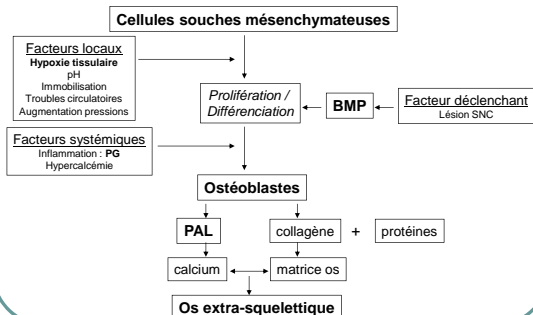 Cellules souches mésenchymateuses
Facteurs locaux
Hypoxie tissulaire
pH
Immobilisation
Troubles circulatoires
Augmentation pressions
Prolifération /
Différenciation
BMP
Facteur déclenchant
Lésion SNC
Facteurs systémiques
Inflammation : PG
Hypercalcémie
Ostéoblastes
PAL
collagène + protéines
calcium
matrice os
Os extra-squelettique